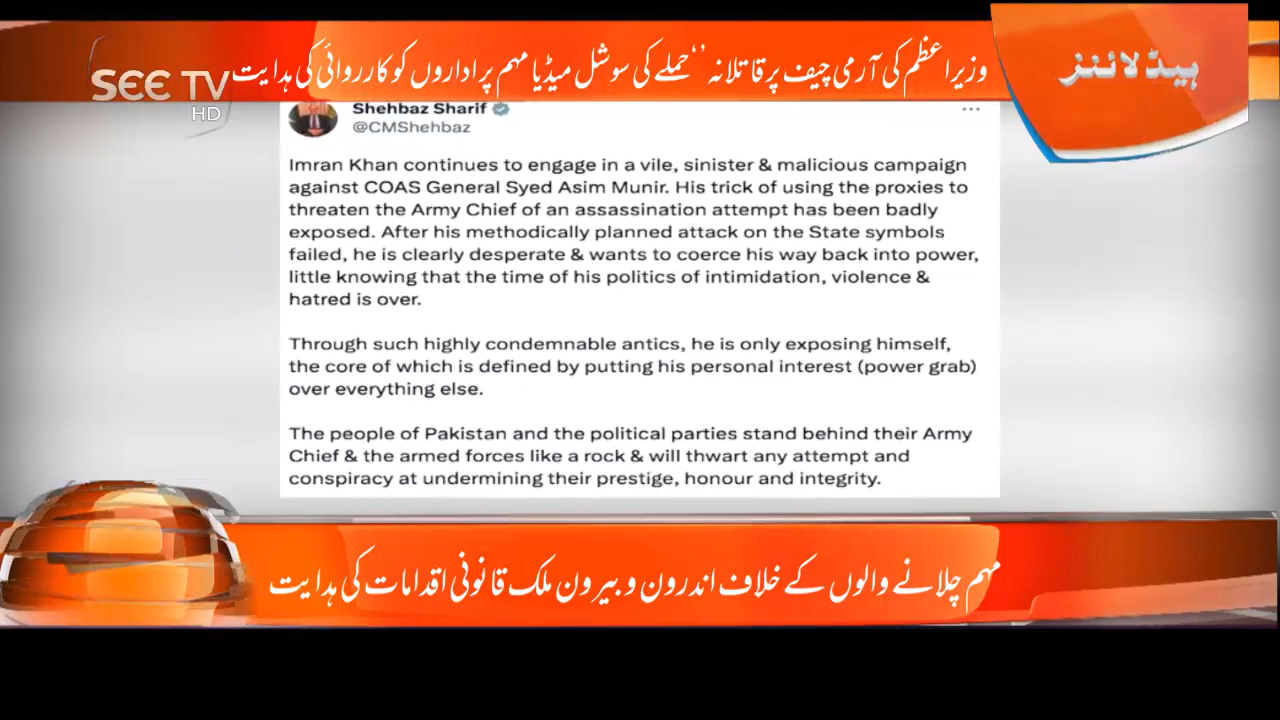 ہیڈلائنز
وزیراعظم کی آرمی چیف پر قاتلانہ ‘’ حملے کی سوشل میڈیا مہم پر اداروں کو کارروائی کی ہدایت
SEE TV
HD
Shehbaz Sharif
@CMShehbaz
Imran Khan continues to engage in a vile, sinister & malicious campaign
against COAS General Syed Asim Munir. His trick of using the proxies to
threaten the Army Chief of an assassination attempt has been badly
exposed. After his methodically planned attack on the State symbols
failed, he is clearly desperate & wants to coerce his way back into power,
little knowing that the time of his politics of intimidation, violence &
hatred is over.
Through such highly condemnable antics, he is only exposing himself,
the core of which is defined by putting his personal interest (power grab)
over everything else.
The people of Pakistan and the political parties stand behind their Army
Chief & the armed forces like a rock & will thwart any attempt and
conspiracy at undermining their prestige, honour and integrity.
مہم چلانے والوں کے خلاف اندرون و بیرون ملک قانونی اقدامات کی ہدایت